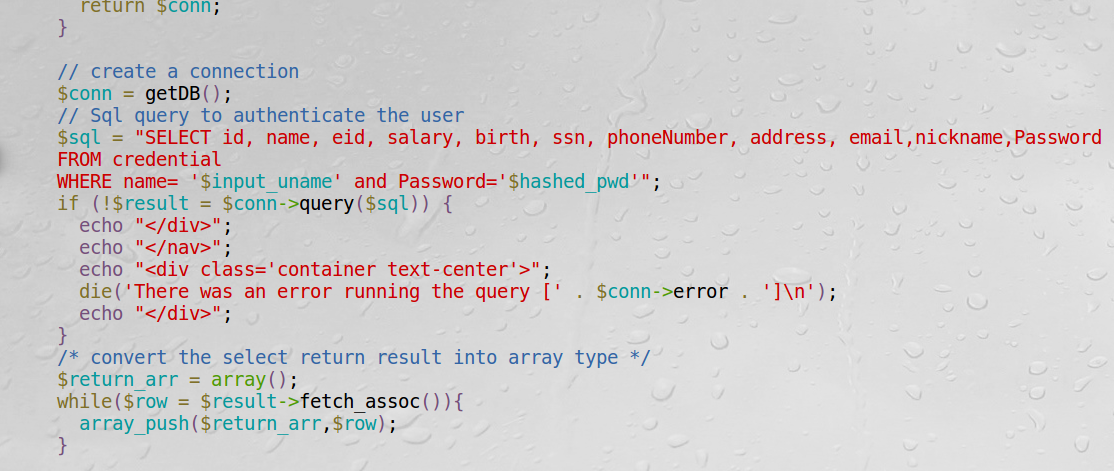 return $conn;
}
// create a connection
$conn = getDB();
// Sql query to authenticate the user
$sql = "SELECT id, name, eid, salary, birth, ssn, phoneNumber, address, email,nickname,Password
FROM credential
WHERE name= '$input_uname' and Password='$hashed_pwd'";
if (!$result = $conn->query($sql)) {
echo "</div>";
echo "</nav>";
echo "<div class='container text-center'>";
die('There was an error running the query [' . $conn->error . ']\n');
echo "</div>";
}
/* convert the select return result into array type */
$return_arr = array();
while($row = $result->fetch_assoc()){
array_push($return_arr,$row);
}